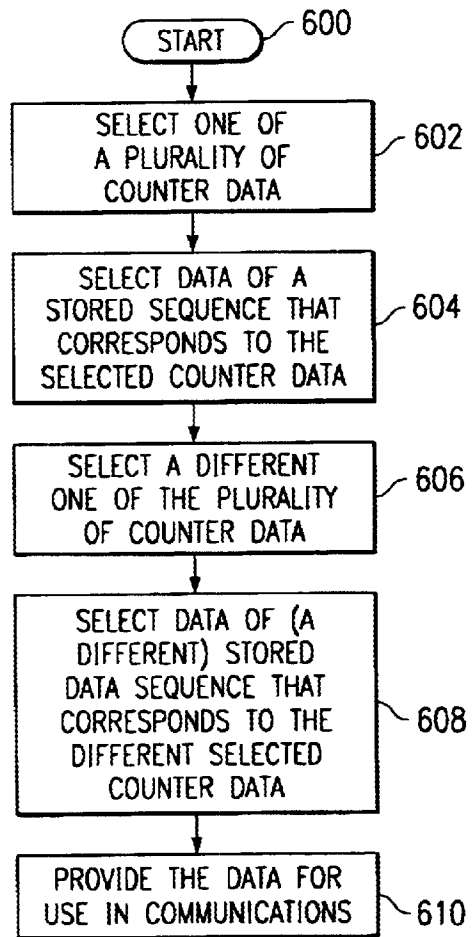 START
600
SELECT ONE OF
A PLURALITY OF
COUNTER DATA
602
SELECT DATA OF A
STORED SEQUENCE THAT
CORRESPONDS TO THE
SELECTED COUNTER DATA
604
SELECT A DIFFERENT
ONE OF THE PLURALITY
OF COUNTER DATA
606
SELECT DATA OF (A
DIFFERENT) STORED
DATA SEQUENCE THAT
CORRESPONDS TO THE
DIFFERENT SELECTED
COUNTER DATA
608
PROVIDE THE DATA FOR
USE IN COMMUNICATIONS
610